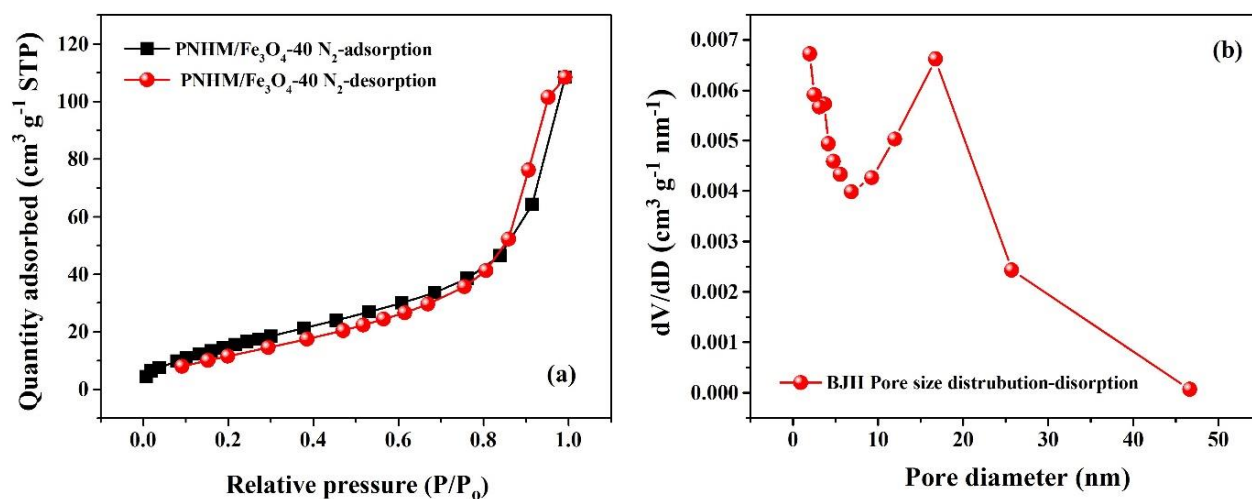 120
100
80
60
40
20
0
Quantity adsorbed (cm³ g⁻¹ STP)
PNHM/Fe₃O₄-40 N₂-adsorption
PNHM/Fe₃O₄-40 N₂-desorption
(a)
0.0 0.2 0.4 0.6 0.8 1.0
Relative pressure (P/Pₒ)
0.007
0.006
0.005
0.004
0.003
0.002
0.001
0.000
dV/dD (cm³ g⁻¹ nm⁻¹)
(b)
BJH Pore size distrubution-disorption
0 10 20 30 40 50
Pore diameter (nm)